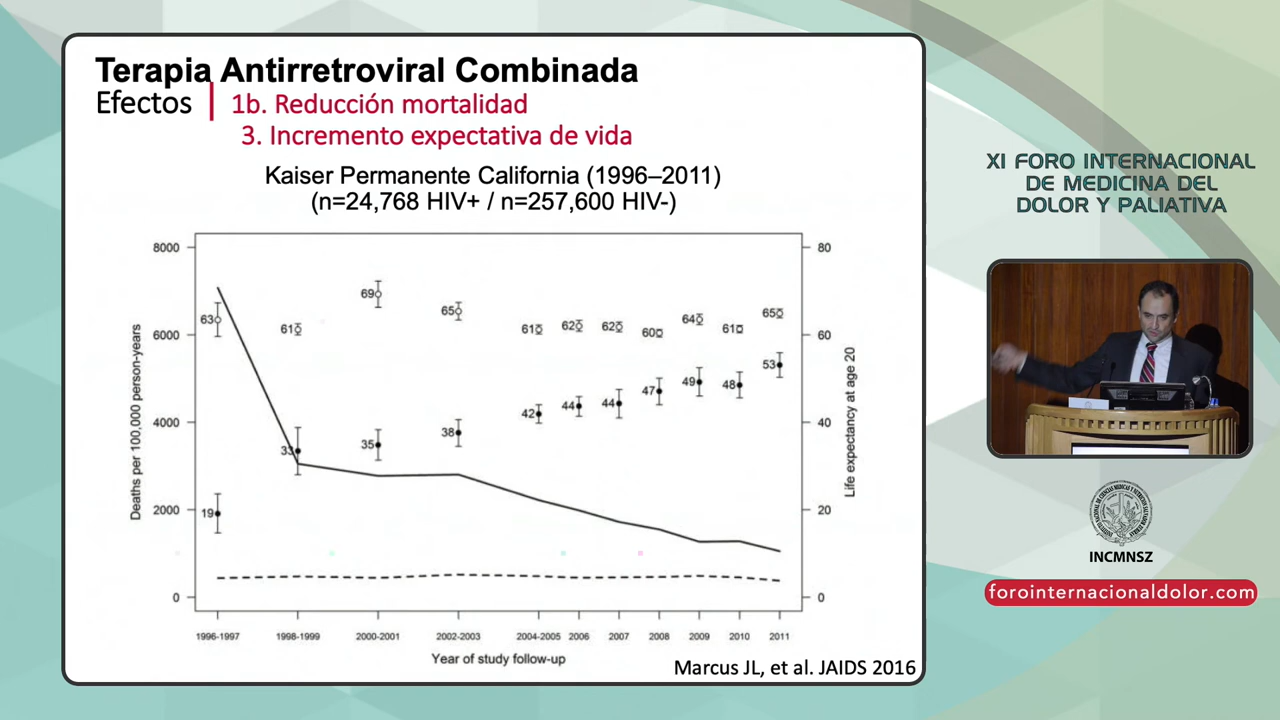 Terapia Antirretroviral Combinada
Efectos | 1b. Reducción mortalidad
3. Incremento expectativa de vida
Kaiser Permanente California (1996–2011)
(n=24,768 HIV+ / n=257,600 HIV-)
Deaths per 100,000 person-years
8000
6000
4000
2000
0
63
61
69
65
61
62
62
60
64
61
65
19
33
35
38
42
44
44
47
49
48
53
80
60
40
20
0
Life expectancy at age 20
1996-1997 1998-1999 2000-2001 2002-2003 2004-2005 2006 2007 2008 2009 2010 2011
Year of study follow-up
Marcus JL, et al. JAIDS 2016
XI FORO INTERNACIONAL
DE MEDICINA DEL
DOLOR Y PALIATIVA
INCMNSZ
forointernacionaldolor.com